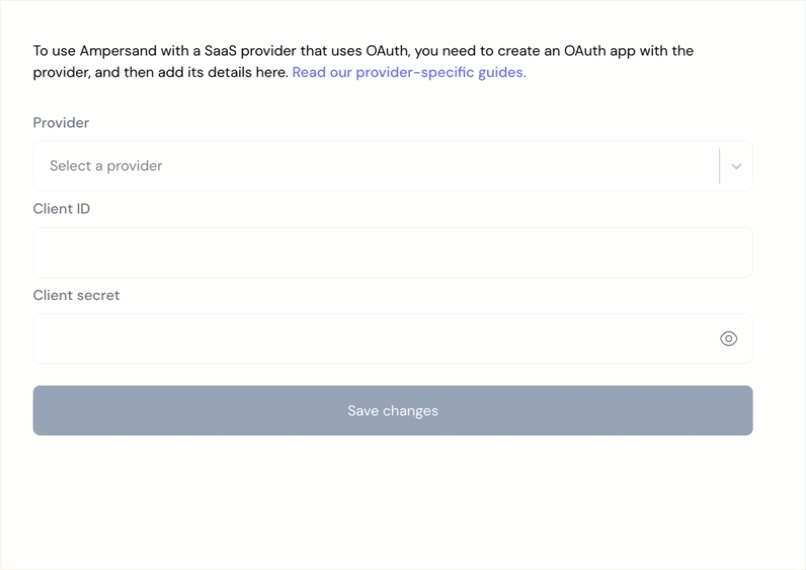 To use Ampersand with a SaaS provider that uses OAuth, you need to create an OAuth app with the
provider, and then add its details here. Read our provider-specific guides.
Provider
Select a provider
Client ID
Client secret
Save changes